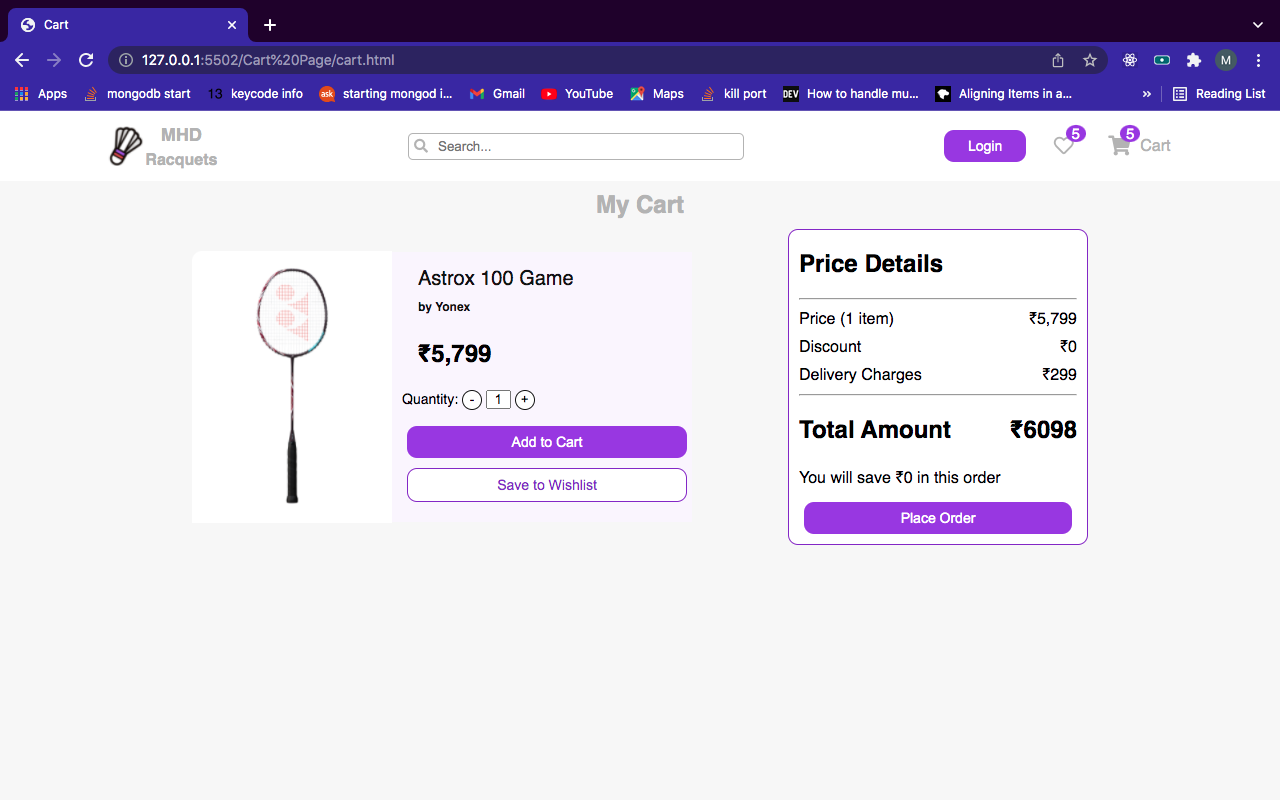 Cart
127.0.0.1:5502/Cart%20Page/cart.html
M
Apps
mongodb start
13 keycode info
ask starting mongod i...
Gmail
YouTube
Maps
kill port
DEV How to handle mu...
Aligning Items in a...
»
Reading List
MHD
Racquets
Search...
Login
5
5
Cart
My Cart
Astrox 100 Game
by Yonex
₹5,799
Quantity: - 1 +
Add to Cart
Save to Wishlist
Price Details
Price (1 item) ₹5,799
Discount ₹0
Delivery Charges ₹299
Total Amount ₹6098
You will save ₹0 in this order
Place Order